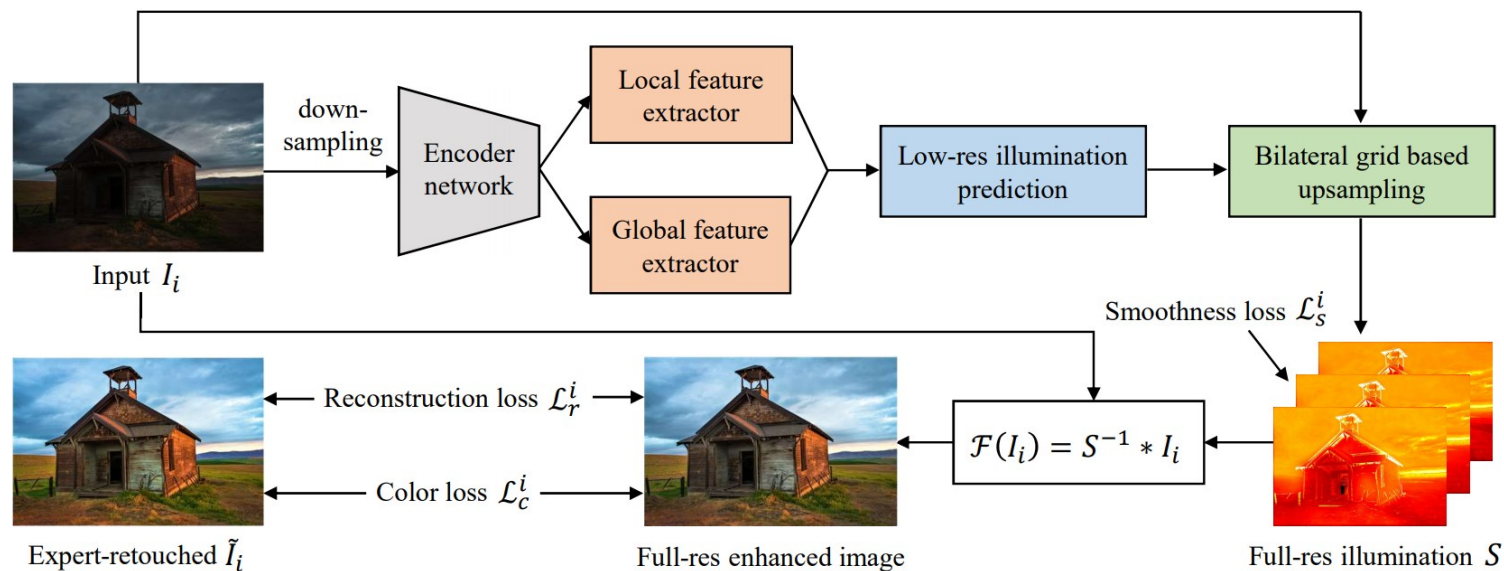 down-
sampling
Encoder
network
Local feature
extractor
Global feature
extractor
Low-res illumination
prediction
Bilateral grid based
upsampling
Input I_i
Smoothness loss ℒ_s^i
Reconstruction loss ℒ_r^i
Color loss ℒ_c^i
ℱ(I_i) = S^{-1} * I_i
Expert-retouched Ĩ_i
Full-res enhanced image
Full-res illumination S